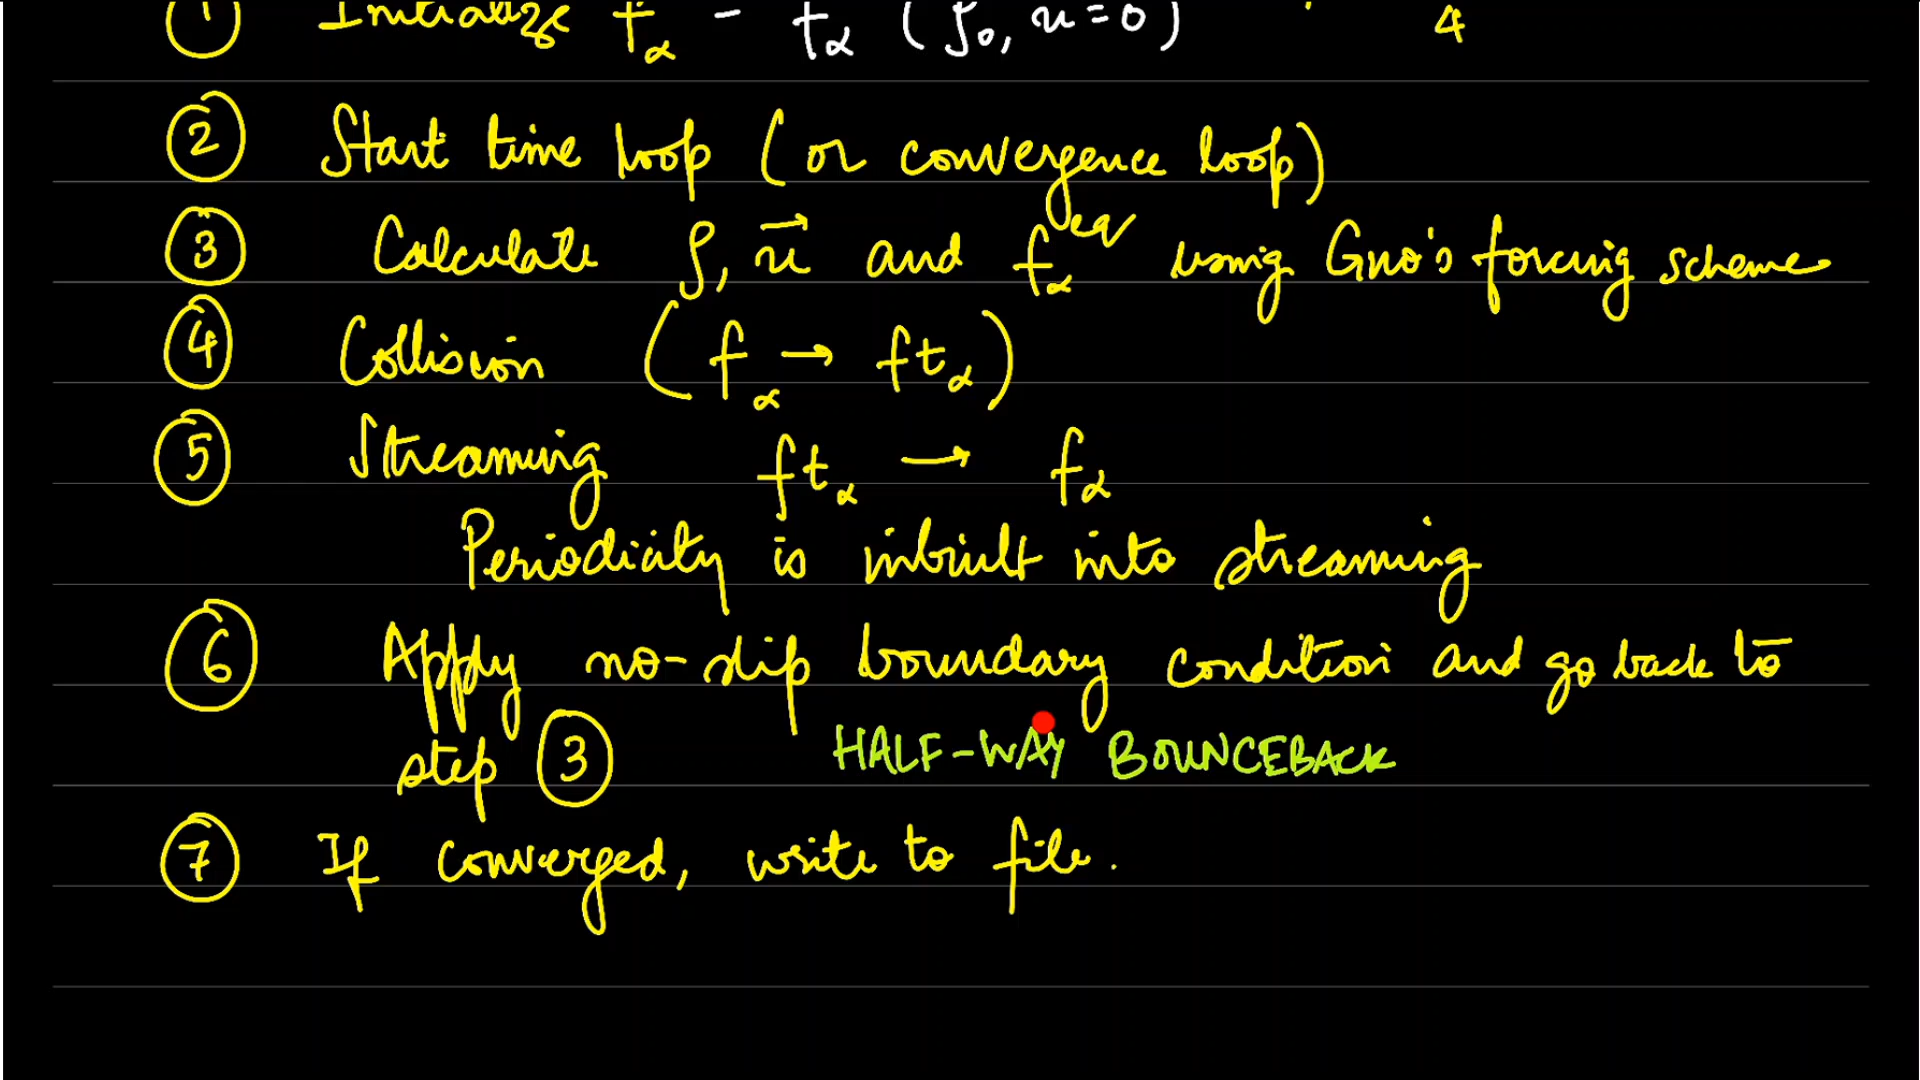 ① Initialize fα = fα (ρ₀, u=0) 4
② Start time loop (or convergence loop)
③ Calculate ρ, u⃗ and fα^eq using Guo's forcing scheme
④ Collision (fα → ftα)
⑤ Streaming ftα → fα
Periodicity is inbuilt into streaming
⑥ Apply no-slip boundary condition and go back to
step ③ HALF-WAY BOUNCEBACK
⑦ If converged, write to file.